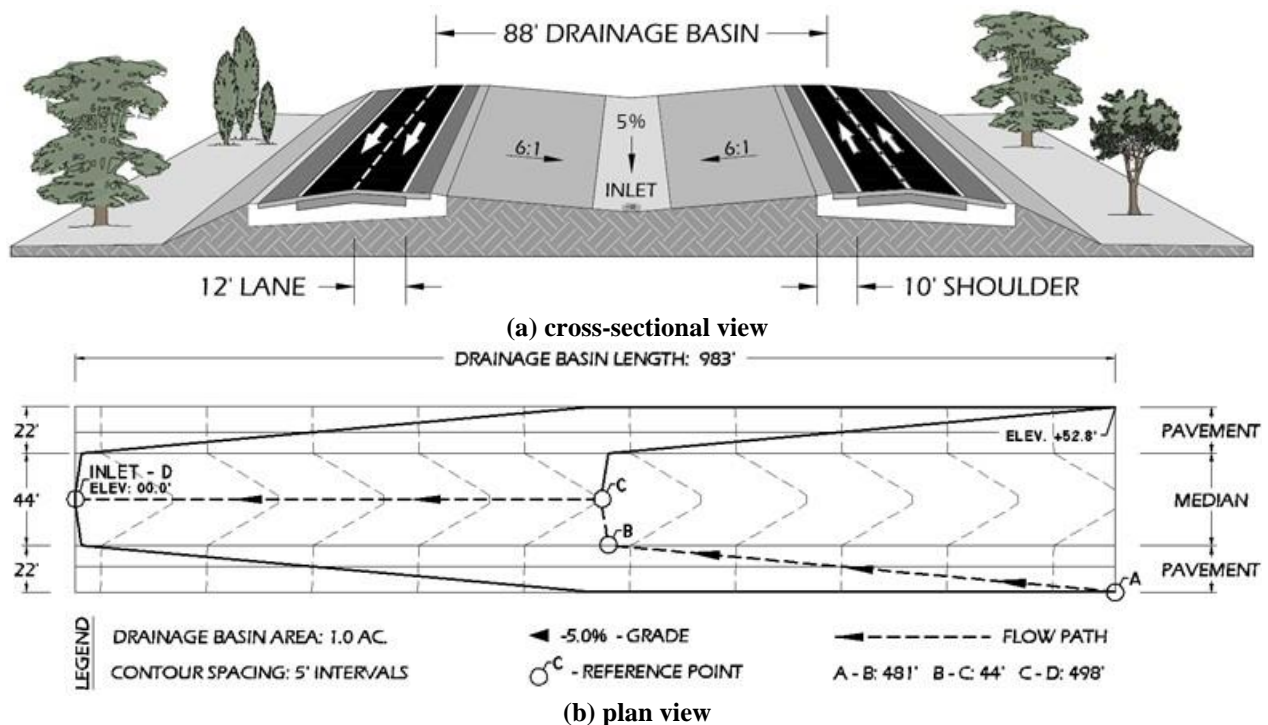 88' DRAINAGE BASIN
5%
6:1
6:1
INLET
12' LANE
10' SHOULDER
(a) cross-sectional view
DRAINAGE BASIN LENGTH: 983'
22'
ELEV. +52.8'
PAVEMENT
INLET - D
ELEV: 00.0'
44'
C
MEDIAN
B
22'
A
PAVEMENT
LEGEND
DRAINAGE BASIN AREA: 1.0 AC.
-5.0% - GRADE
FLOW PATH
CONTOUR SPACING: 5' INTERVALS
C - REFERENCE POINT
A - B: 481' B - C: 44' C - D: 498'
(b) plan view